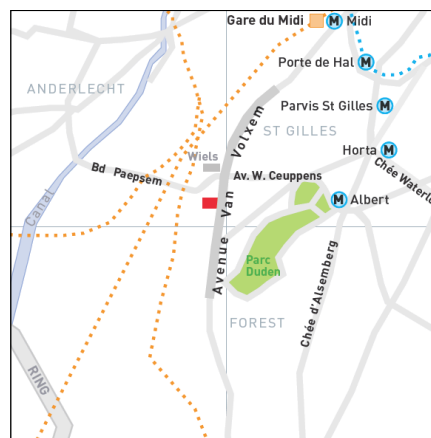 Gare du Midi
M Midi
Porte de Hal M
ANDERLECHT
Parvis St Gilles M
ST GILLES
Avenue Van Volxem
Horta M
Wiels
Chée Waterlo
Bd Paepsem
Av. W. Ceuppens
M Albert
Canal
Parc
Duden
Chée d'Alsemberg
FOREST
RING